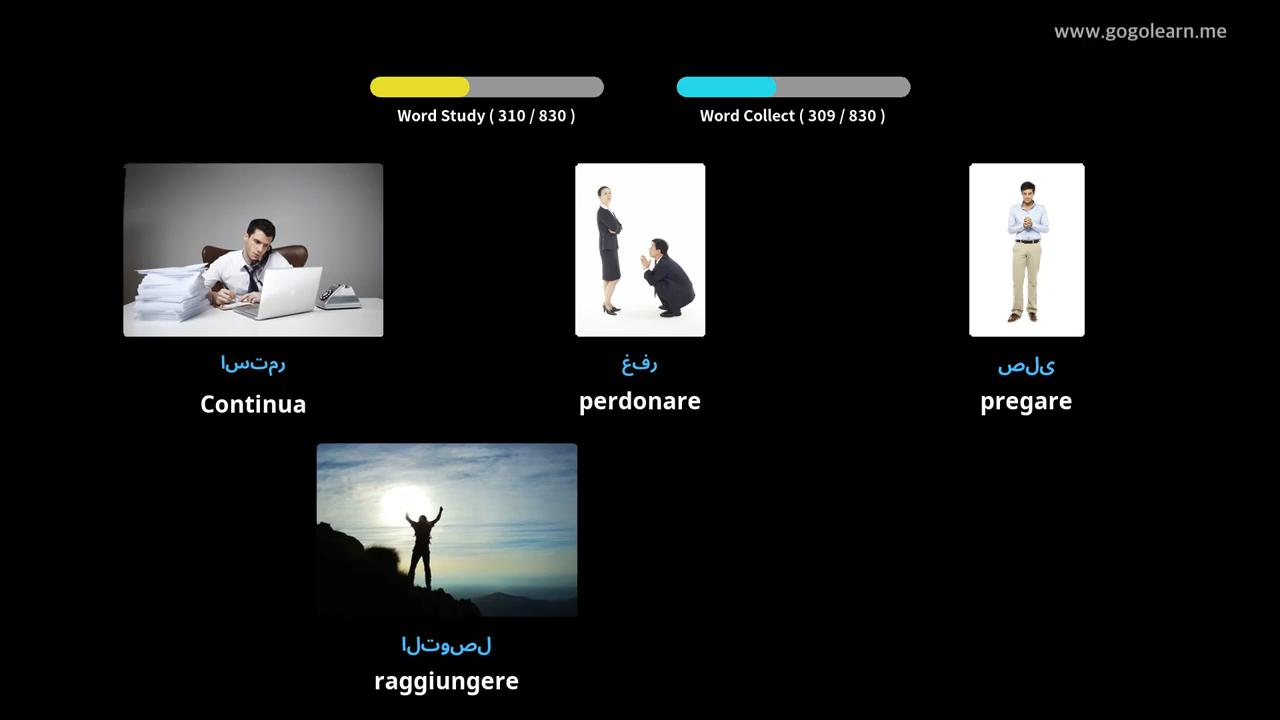 www.gogolearn.me
Word Study ( 310 / 830 )
Word Collect ( 309 / 830 )
استمر
Continua
غفر
perdonare
صلى
pregare
التوصل
raggiungere